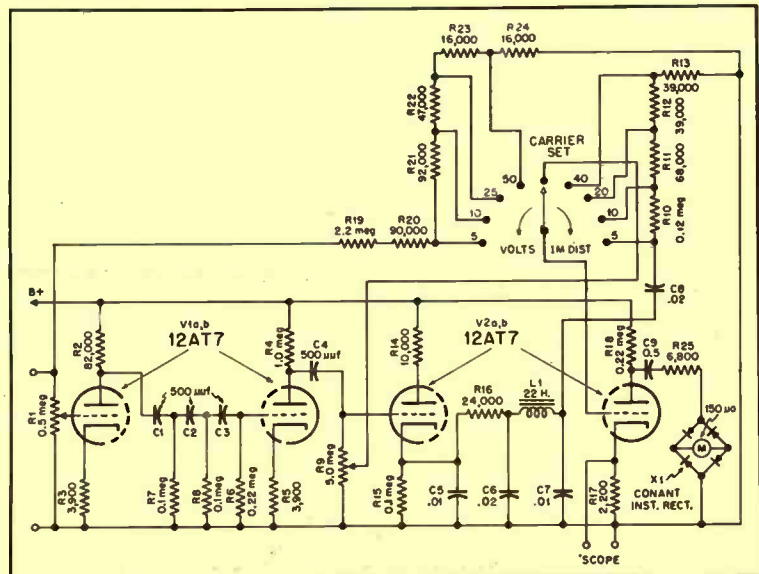 R23
16,000
R24
16,000
R13
39,000
R22
47,000
R12
39,000
CARRIER
SET
R21
92,000
R11
68,000
50
40
25
20
10
10
R10
0.12 meg
R19
2.2 meg
R20
90,000
5
VOLTS
IM DIST
5
C8
.02
B+
R2
82,000
V1a,b
12AT7
R4
1.0 meg
C4
500 µµf
R14
10,000
V2a,b
12AT7
R18
0.22 meg
C9
0.5
R25
6,800
R1
0.5 meg
500 µµf
C1
C2
C3
R16
24,000
L1
22 H.
150 µa
M
R3
3,900
R7
0.1 meg
R8
0.1 meg
R6
0.22 meg
R5
3,900
R9
5.0 meg
R15
0.1 meg
C5
.01
C6
.02
C7
.01
R17
2,200
X1
CONANT
INST. RECT.
'SCOPE